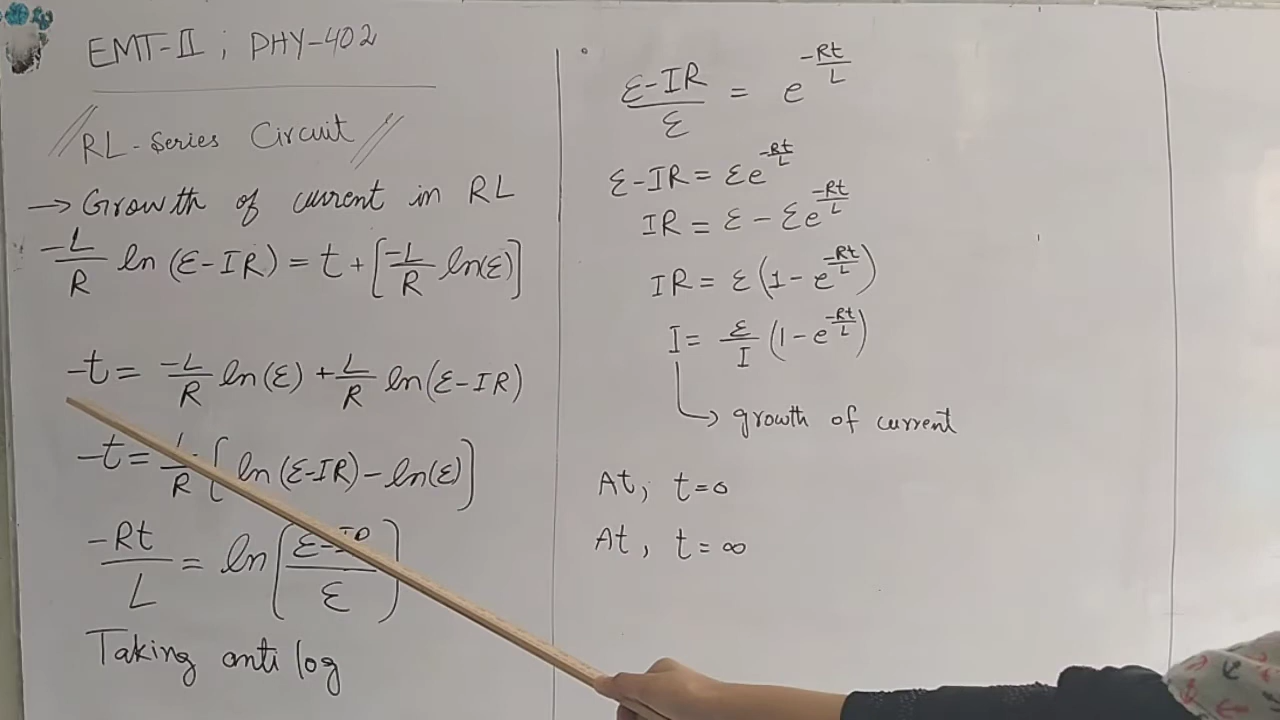 EMT-II ; PHY-402
RL-Series Circuit
→ Growth of current in RL
-L/R ln (ε-IR) = t + [-L/R ln(ε)]
-t = -L/R ln(ε) + L/R ln(ε-IR)
-t = L/R [ln(ε-IR) - ln(ε)]
-Rt/L = ln(ε-IR/ε)
Taking anti log
ε-IR/ε = e^(-Rt/L)
ε-IR = εe^(-Rt/L)
IR = ε - εe^(-Rt/L)
IR = ε(1-e^(-Rt/L))
I = ε/I (1-e^(-Rt/L))
→ growth of current
At, t=0
At, t=∞